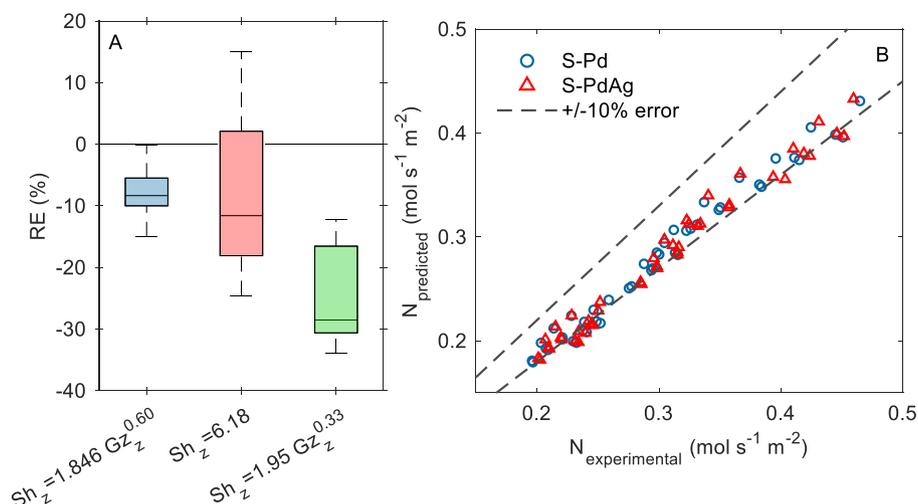 A
RE (%)
20
10
0
-10
-20
-30
-40
Sh_z=1.846 Gz_z^0.60
Sh_z=6.18
Sh_z=1.95 Gz_z^0.33
B
S-Pd
S-PdAg
+/-10% error
N_predicted (mol s^-1 m^-2)
0.5
0.4
0.3
0.2
0.2 0.3 0.4 0.5
N_experimental (mol s^-1 m^-2)